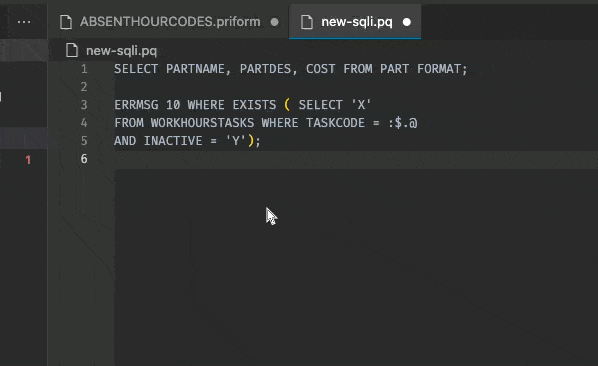 ... ABSENTHOURCODES.priform new-sqli.pq
new-sqli.pq
1 SELECT PARTNAME, PARTDES, COST FROM PART FORMAT;
2
3 ERRMSG 10 WHERE EXISTS ( SELECT 'X'
4 FROM WORKHOURSTASKS WHERE TASKCODE = :$.@
5 AND INACTIVE = 'Y');
1 6